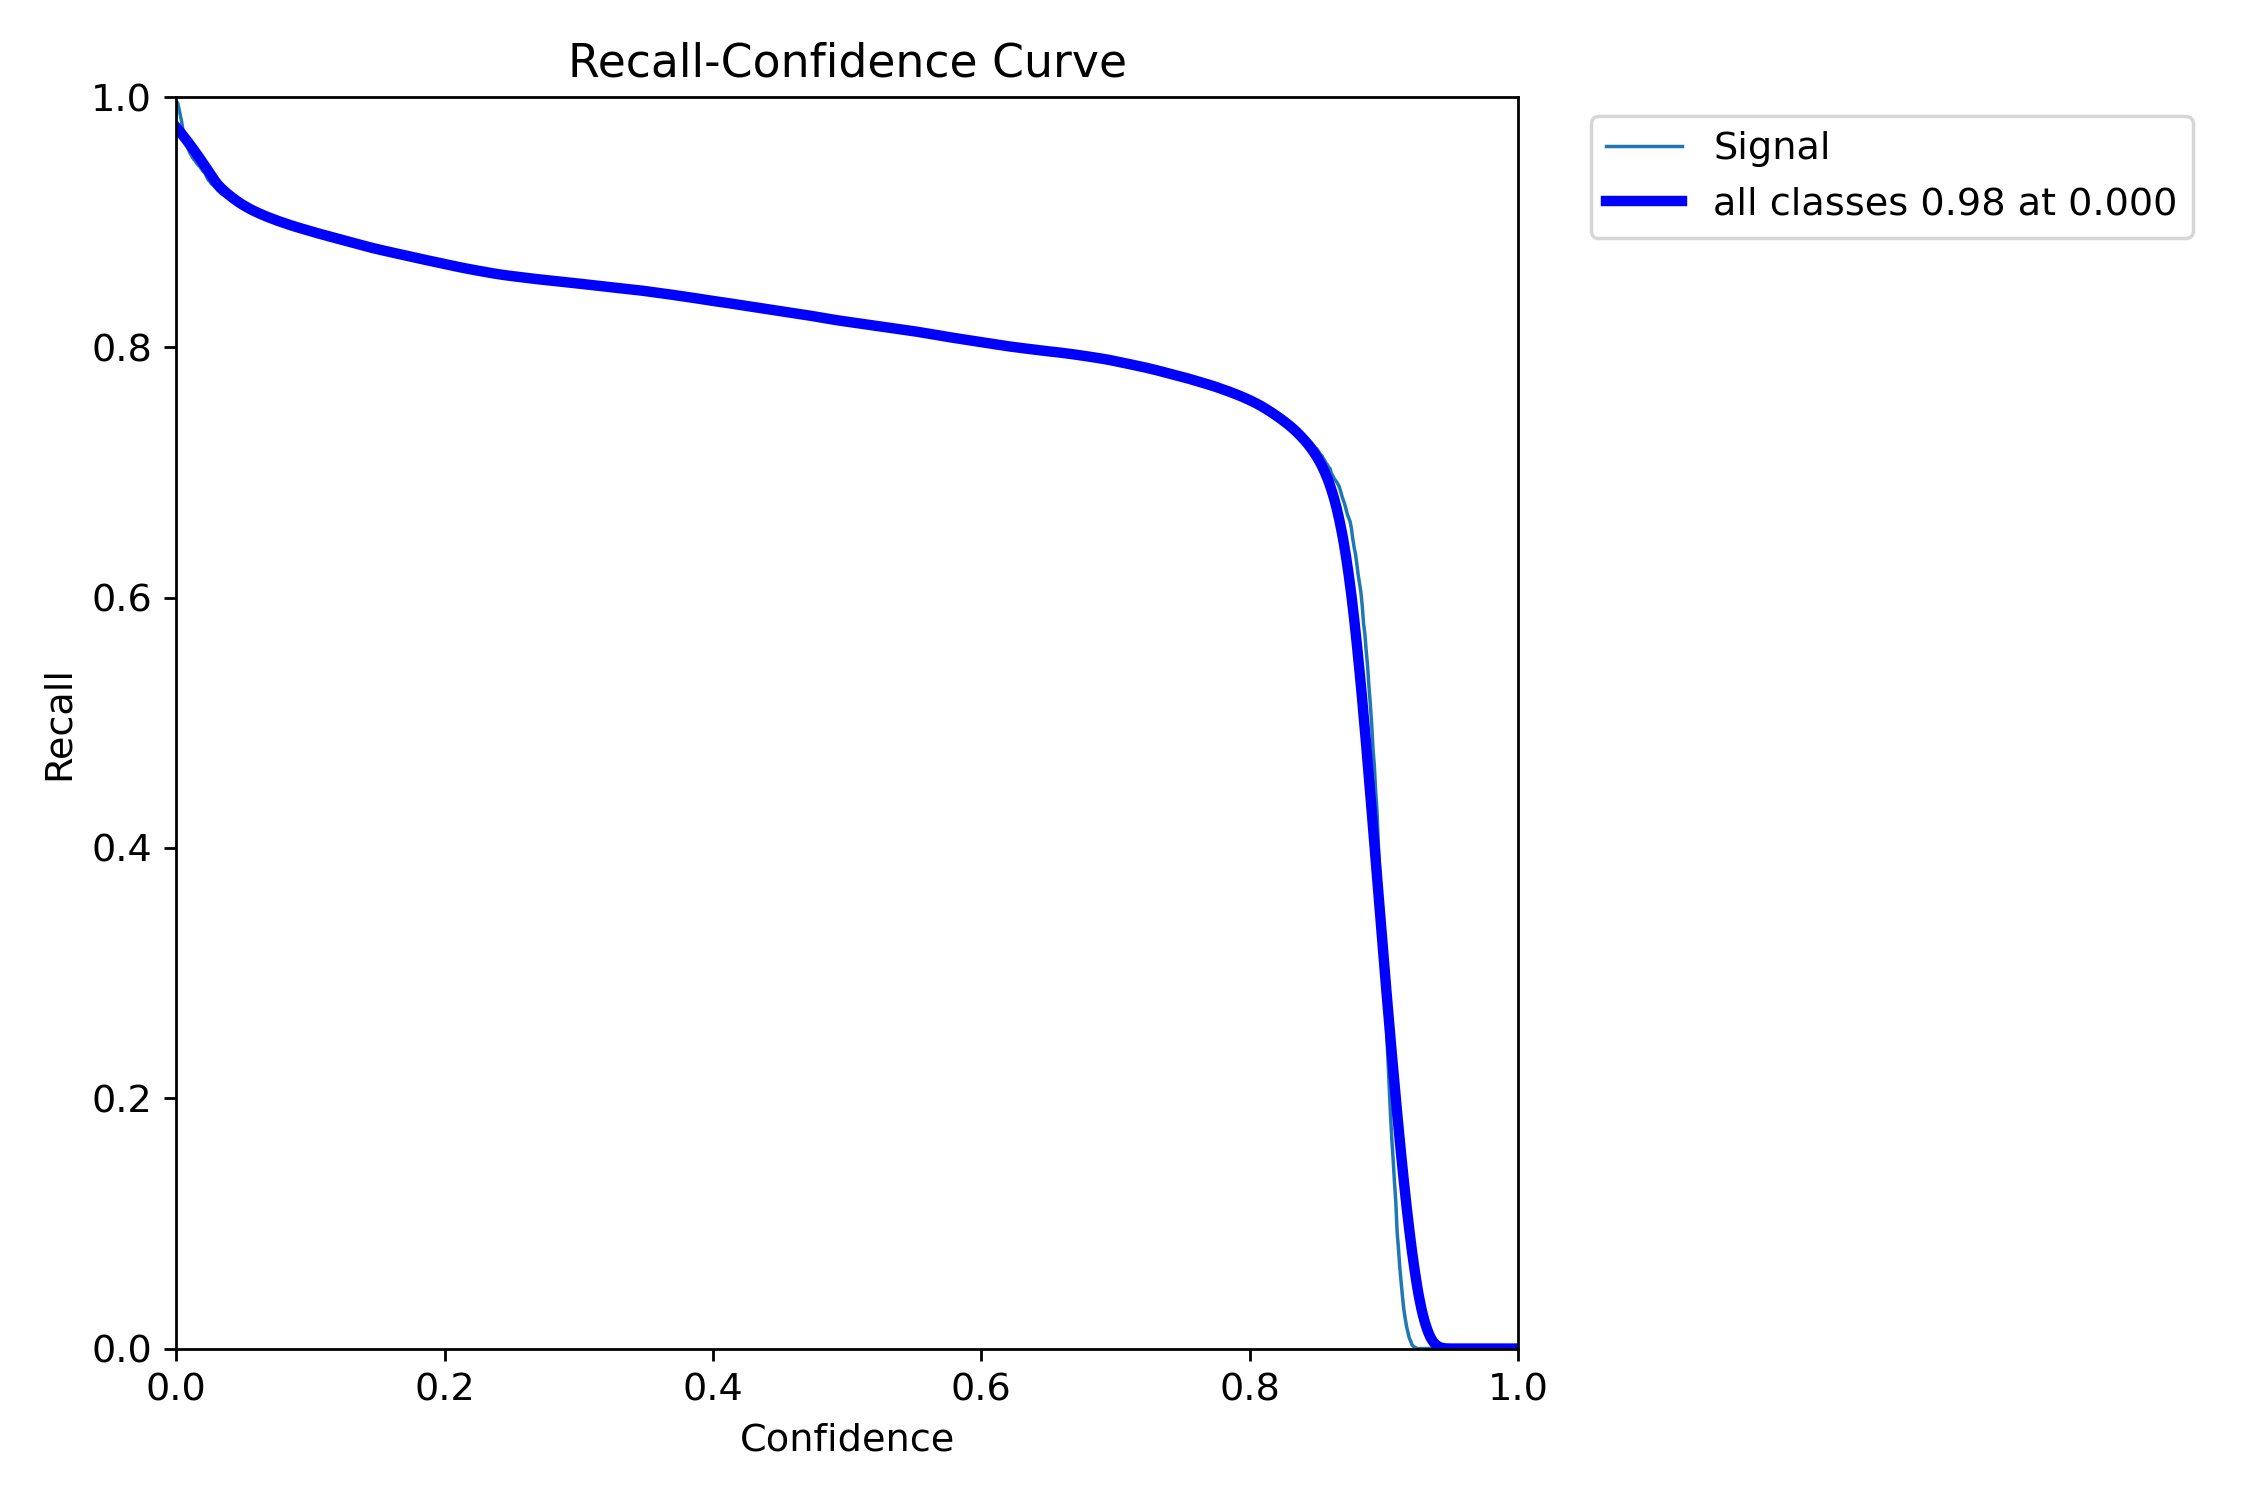 Recall-Confidence Curve
1.0
0.8
0.6
0.4
0.2
0.0
Recall
0.0 0.2 0.4 0.6 0.8 1.0
Confidence
Signal
all classes 0.98 at 0.000